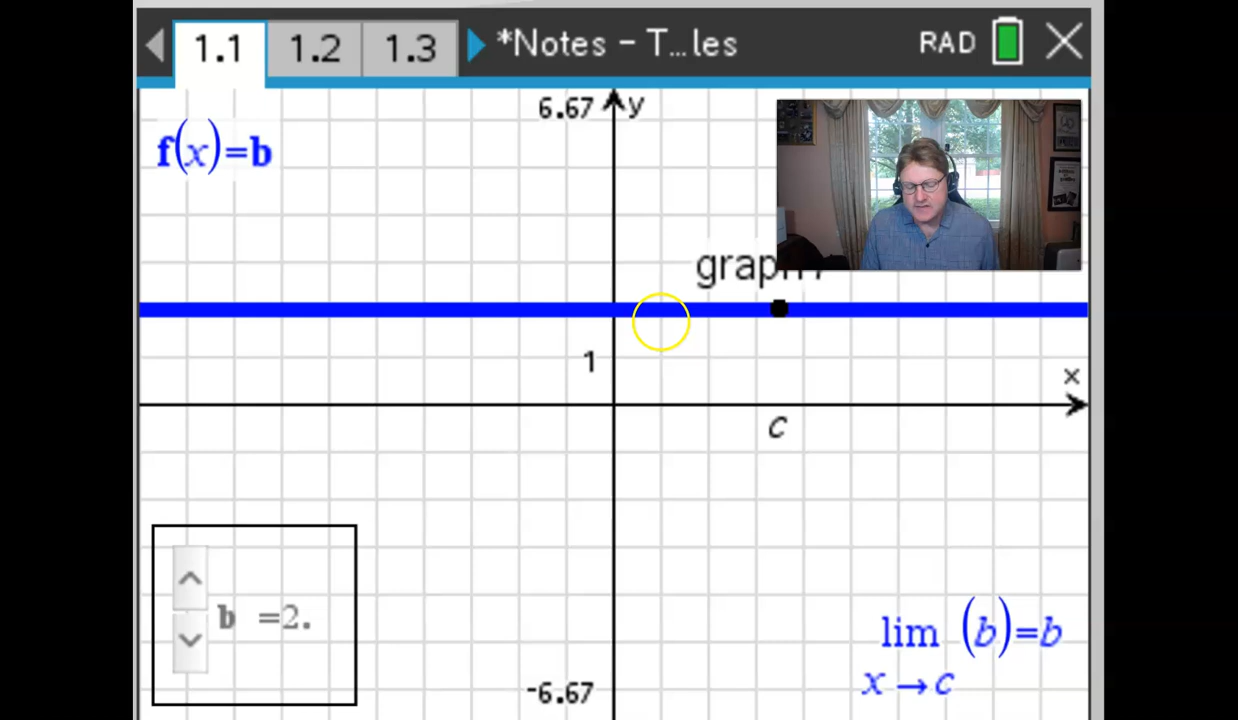 1.1 1.2 1.3 *Notes – T...les RAD
6.67 y
f(x)=b
1
x
c
b =2.
lim (b)=b
x → c
-6.67